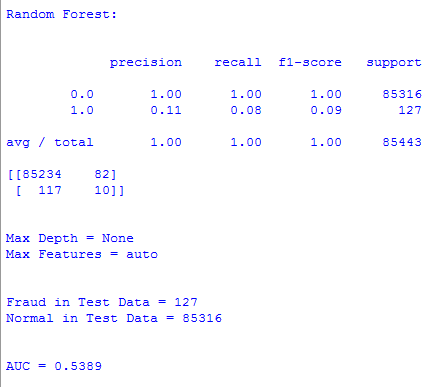 Random Forest:
precision recall f1-score support
0.0 1.00 1.00 1.00 85316
1.0 0.11 0.08 0.09 127
avg / total 1.00 1.00 1.00 85443
[[85234 82]
[ 117 10]]
Max Depth = None
Max Features = auto
Fraud in Test Data = 127
Normal in Test Data = 85316
AUC = 0.5389